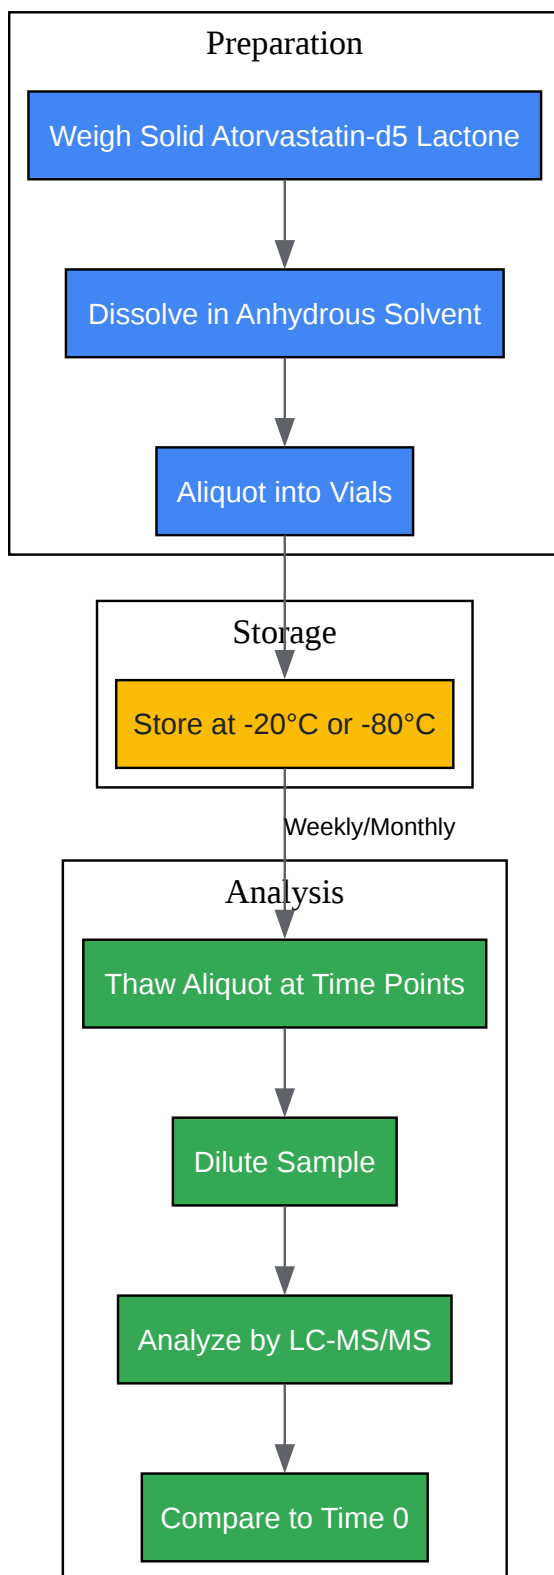 Preparation
Weigh Solid Atorvastatin-d5 Lactone
Dissolve in Anhydrous Solvent
Aliquot into Vials
Storage
Store at -20°C or -80°C
Weekly/Monthly
Analysis
Thaw Aliquot at Time Points
Dilute Sample
Analyze by LC-MS/MS
Compare to Time 0